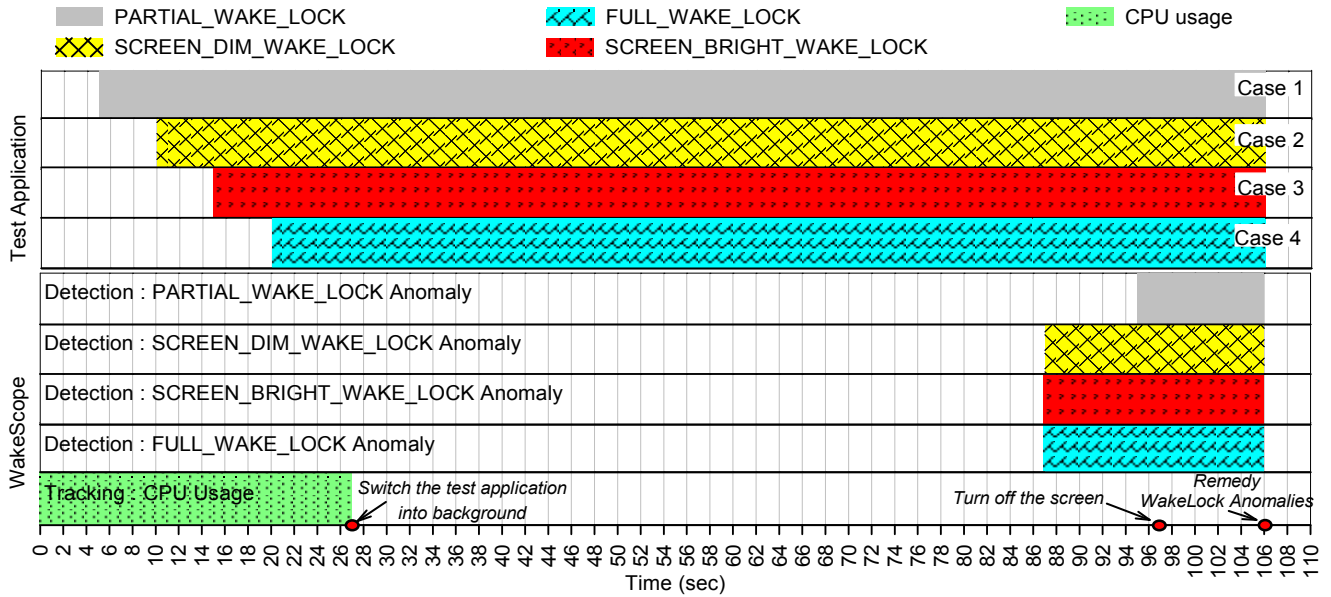 PARTIAL_WAKE_LOCK
FULL_WAKE_LOCK
CPU usage
SCREEN_DIM_WAKE_LOCK
SCREEN_BRIGHT_WAKE_LOCK
Test Application
Case 1
Case 2
Case 3
Case 4
WakeScope
Detection : PARTIAL_WAKE_LOCK Anomaly
Detection : SCREEN_DIM_WAKE_LOCK Anomaly
Detection : SCREEN_BRIGHT_WAKE_LOCK Anomaly
Detection : FULL_WAKE_LOCK Anomaly
Tracking : CPU Usage
Switch the test application
into background
Turn off the screen
Remedy
WakeLock Anomalies
0 2 4 6 8 10 12 14 16 18 20 22 24 26 28 30 32 34 36 38 40 42 44 46 48 50 52 54 56 58 60 62 64 66 68 70 72 74 76 78 80 82 84 86 88 90 92 94 96 98 100 102 104 106 108 110
Time (sec)